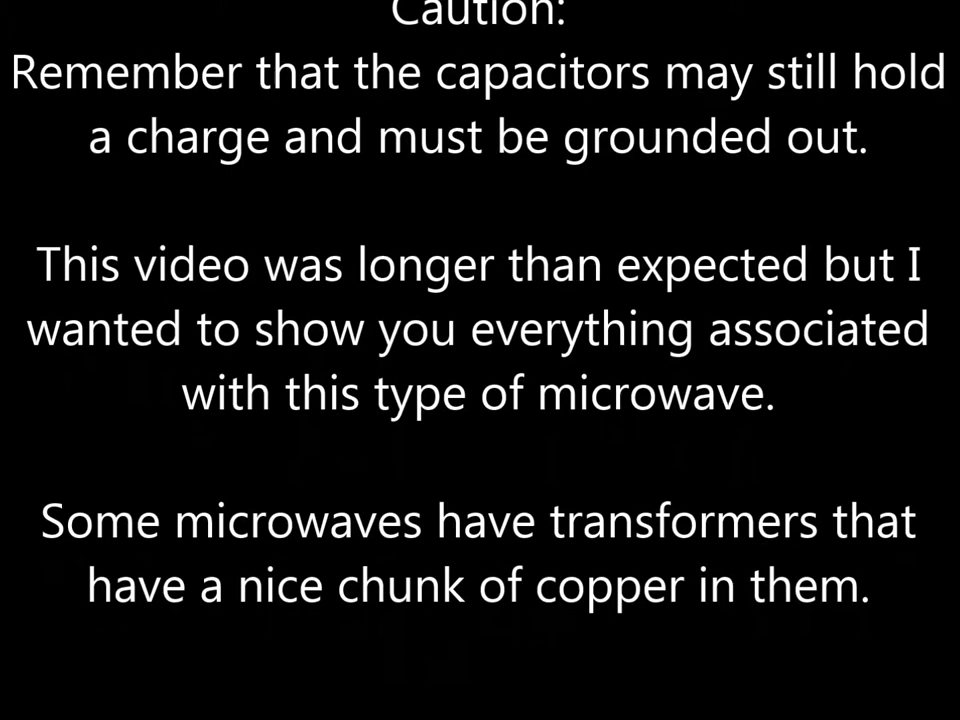 Caution:
Remember that the capacitors may still hold
a charge and must be grounded out.
This video was longer than expected but I
wanted to show you everything associated
with this type of microwave.
Some microwaves have transformers that
have a nice chunk of copper in them.